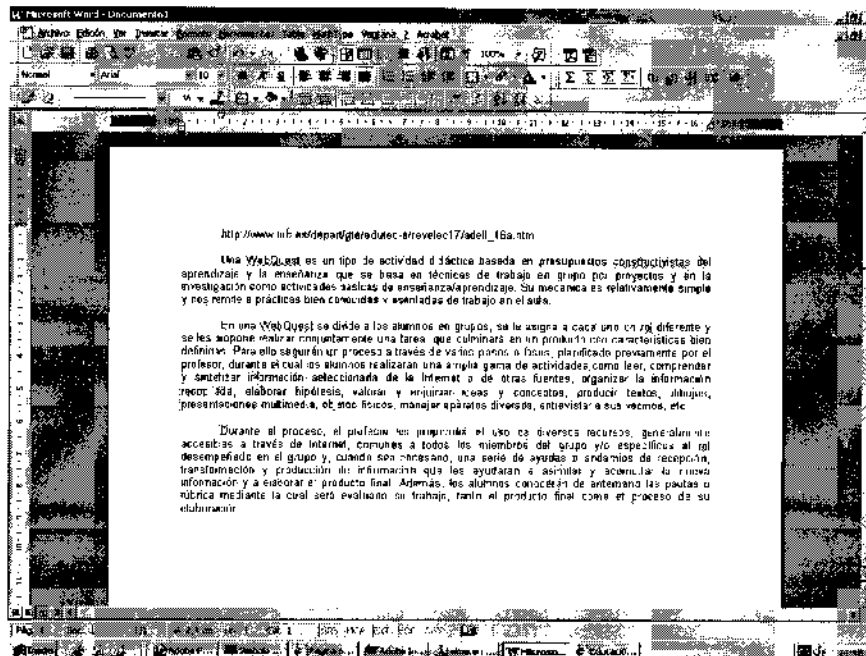 Microsoft Word - Documento1
Archivo Edición Ver Insertar Formato Herramientas Tabla MathType Ventana ? Acrobat
100%
Normal Arial 10
Una WebQuest es un tipo de actividad didáctica basada en presupuestos constructivistas del
aprendizaje y la enseñanza que se basa en técnicas de trabajo en grupo por proyectos y en la
investigación como actividades básicas de enseñanza/aprendizaje. Su mecánica es relativamente simple
y nos remite a prácticas bien conocidas y asentadas de trabajo en el aula.
En una WebQuest se divide a los alumnos en grupos, se le asigna a cada uno un rol diferente y
se les propone realizar conjuntamente una tarea, que culminará en un producto con características bien
definidas. Para ello seguirán un proceso a través de varios pasos o fases, planificado previamente por el
profesor, durante el cual los alumnos realizarán una amplia gama de actividades como leer, comprender
y sintetizar información seleccionada de la Internet o de otras fuentes, organizar la información
recopilada, elaborar hipótesis, valorar y enjuiciar ideas y conceptos, producir textos, dibujos,
presentaciones multimedia, objetos físicos, manejar aparatos diversos, entrevistar a sus vecinos, etc.
Durante el proceso, el profesor les propondrá el uso de diversos recursos, generalmente
accesibles a través de Internet, comunes a todos los miembros del grupo y/o específicos al rol
desempeñado en el grupo y, cuando sea necesario, una serie de ayudas o andamios de recepción,
transformación y producción de información que les ayudarán a asimilar y acomodar la nueva
información y a elaborar el producto final. Además, los alumnos conocerán de antemano las pautas o
rúbrica mediante la cual será evaluado su trabajo, tanto el producto final como el proceso de su
elaboración